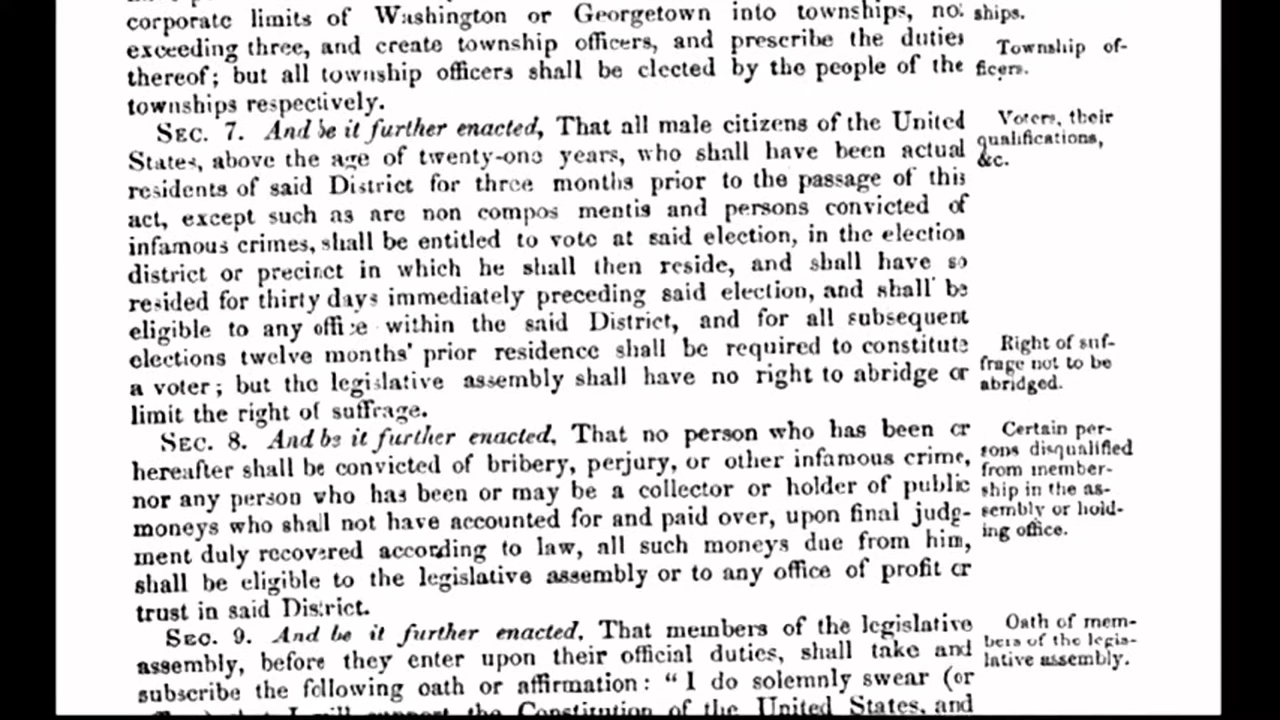 corporate limits of Washington or Georgetown into townships, not
exceeding three, and create township officers, and prescribe the duties
thereof; but all township officers shall be elected by the people of the
townships respectively.
SEC. 7. And be it further enacted, That all male citizens of the United
States, above the age of twenty-one years, who shall have been actual
residents of said District for three months prior to the passage of this
act, except such as are non compos mentis and persons convicted of
infamous crimes, shall be entitled to vote at said election, in the election
district or precinct in which he shall then reside, and shall have so
resided for thirty days immediately preceding said election, and shall be
eligible to any office within the said District, and for all subsequent
elections twelve months' prior residence shall be required to constitute
a voter; but the legislative assembly shall have no right to abridge or
limit the right of suffrage.
SEC. 8. And be it further enacted, That no person who has been or
hereafter shall be convicted of bribery, perjury, or other infamous crime,
nor any person who has been or may be a collector or holder of public
moneys who shall not have accounted for and paid over, upon final judg-
ment duly recovered according to law, all such moneys due from him,
shall be eligible to the legislative assembly or to any office of profit or
trust in said District.
SEC. 9. And be it further enacted, That members of the legislative
assembly, before they enter upon their official duties, shall take and
subscribe the following oath or affirmation: "I do solemnly swear (or
I will support the Constitution of the United States, and
ships.
Township of-
ficers.
Voters, their
qualifications,
&c.
Right of suf-
frage not to be
abridged.
Certain per-
sons disqualified
from member-
ship in the as-
sembly or hold-
ing office.
Oath of mem-
bers of the legis-
lative assembly.